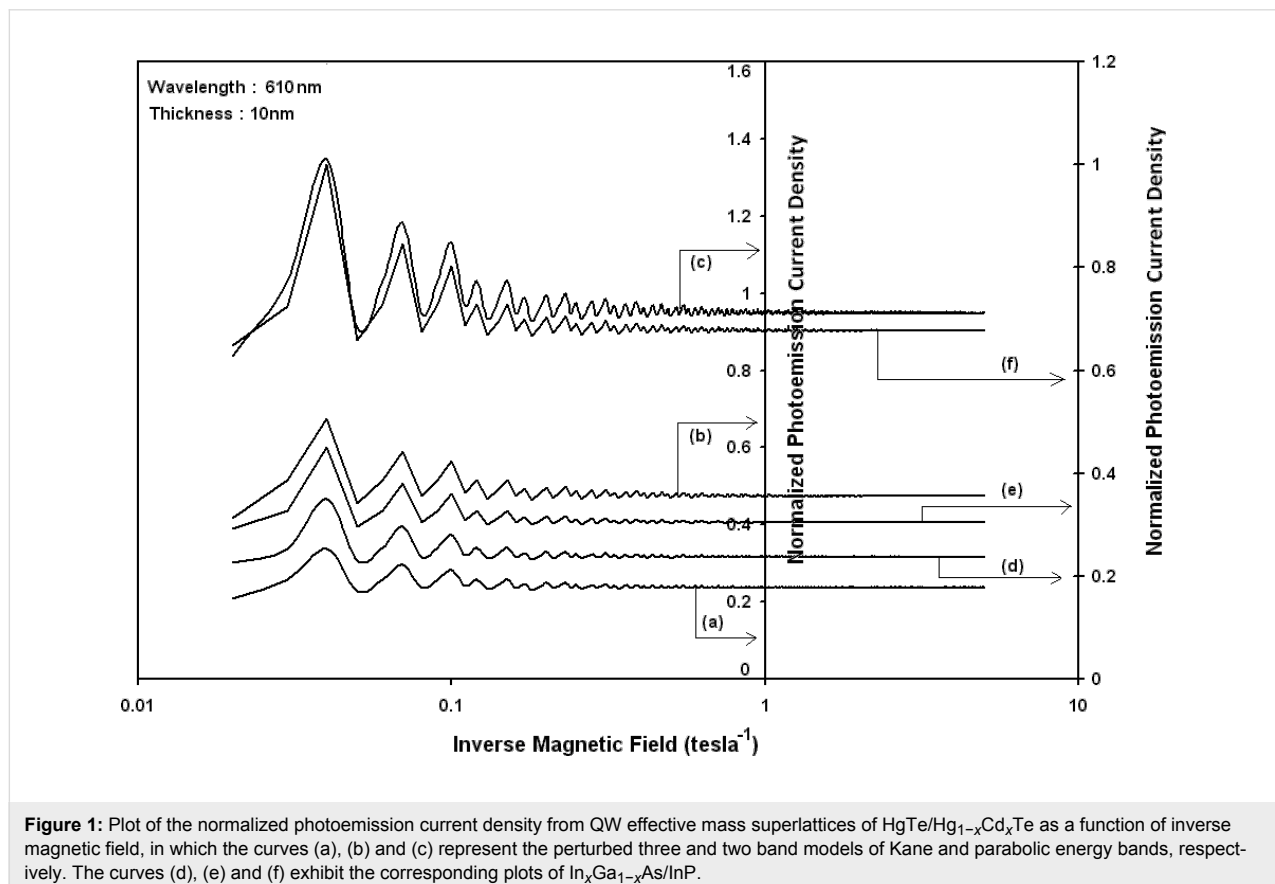 Wavelength : 610nm
Thickness : 10nm
1.6
1.4
1.2
1
0.8
0.6
0.4
0.2
0
Normalized Photoemission Current Density
1.2
1
0.8
0.6
0.4
0.2
0
Normalized Photoemission Current Density
(c)
(f)
(b)
(e)
(d)
(a)
0.01
0.1
1
10
Inverse Magnetic Field (tesla⁻¹)
Figure 1: Plot of the normalized photoemission current density from QW effective mass superlattices of HgTe/Hg₁₋ₓCdₓTe as a function of inverse
magnetic field, in which the curves (a), (b) and (c) represent the perturbed three and two band models of Kane and parabolic energy bands, respect-
ively. The curves (d), (e) and (f) exhibit the corresponding plots of InₓGa₁₋ₓAs/InP.